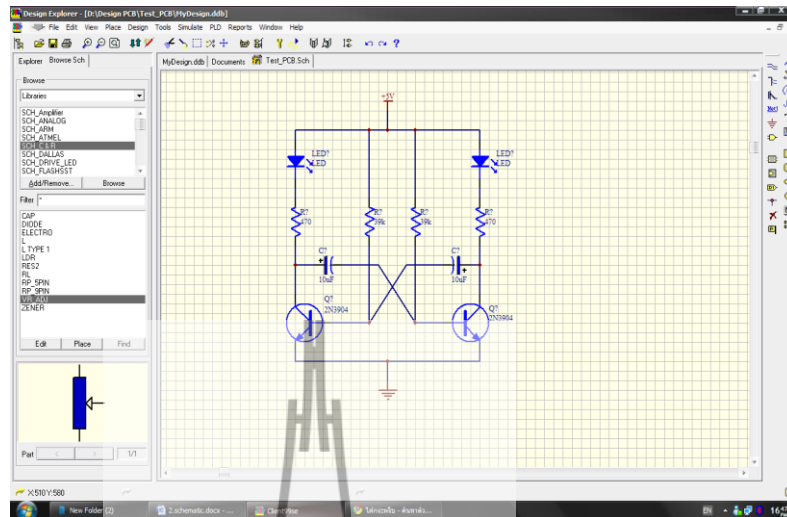 Design Explorer - [D:\Design PCB\Test_PCB\MyDesign.ddb]
File Edit View Place Design Tools Simulate PLD Reports Window Help
Explorer Browse Sch
MyDesign.ddb Documents Test_PCB.Sch
Browse
Libraries
SCH_Amplifier
SCH_ANALOG
SCH_ARM
SCH_ATMEL
SCH_C & R
SCH_DALLAS
SCH_DRIVE_LED
SCH_FLASHSST
Add/Remove... Browse
Filter *
CAP
DIODE
ELECTRO
L
L TYPE 1
LDR
RES2
RL
RP_5PIN
RP_9PIN
VR_ADJ
ZENER
Edit Place Find
Part < > 1/1
+5V
LED? LED? 
LED LED
R? R? R? R?
470 39k 39k 470
C? C?
10uF 10uF
Q? Q?
2N3904 2N3904
X:510 Y:580
New Folder (2) 2.schematic.docx - ... ClientWise
EN